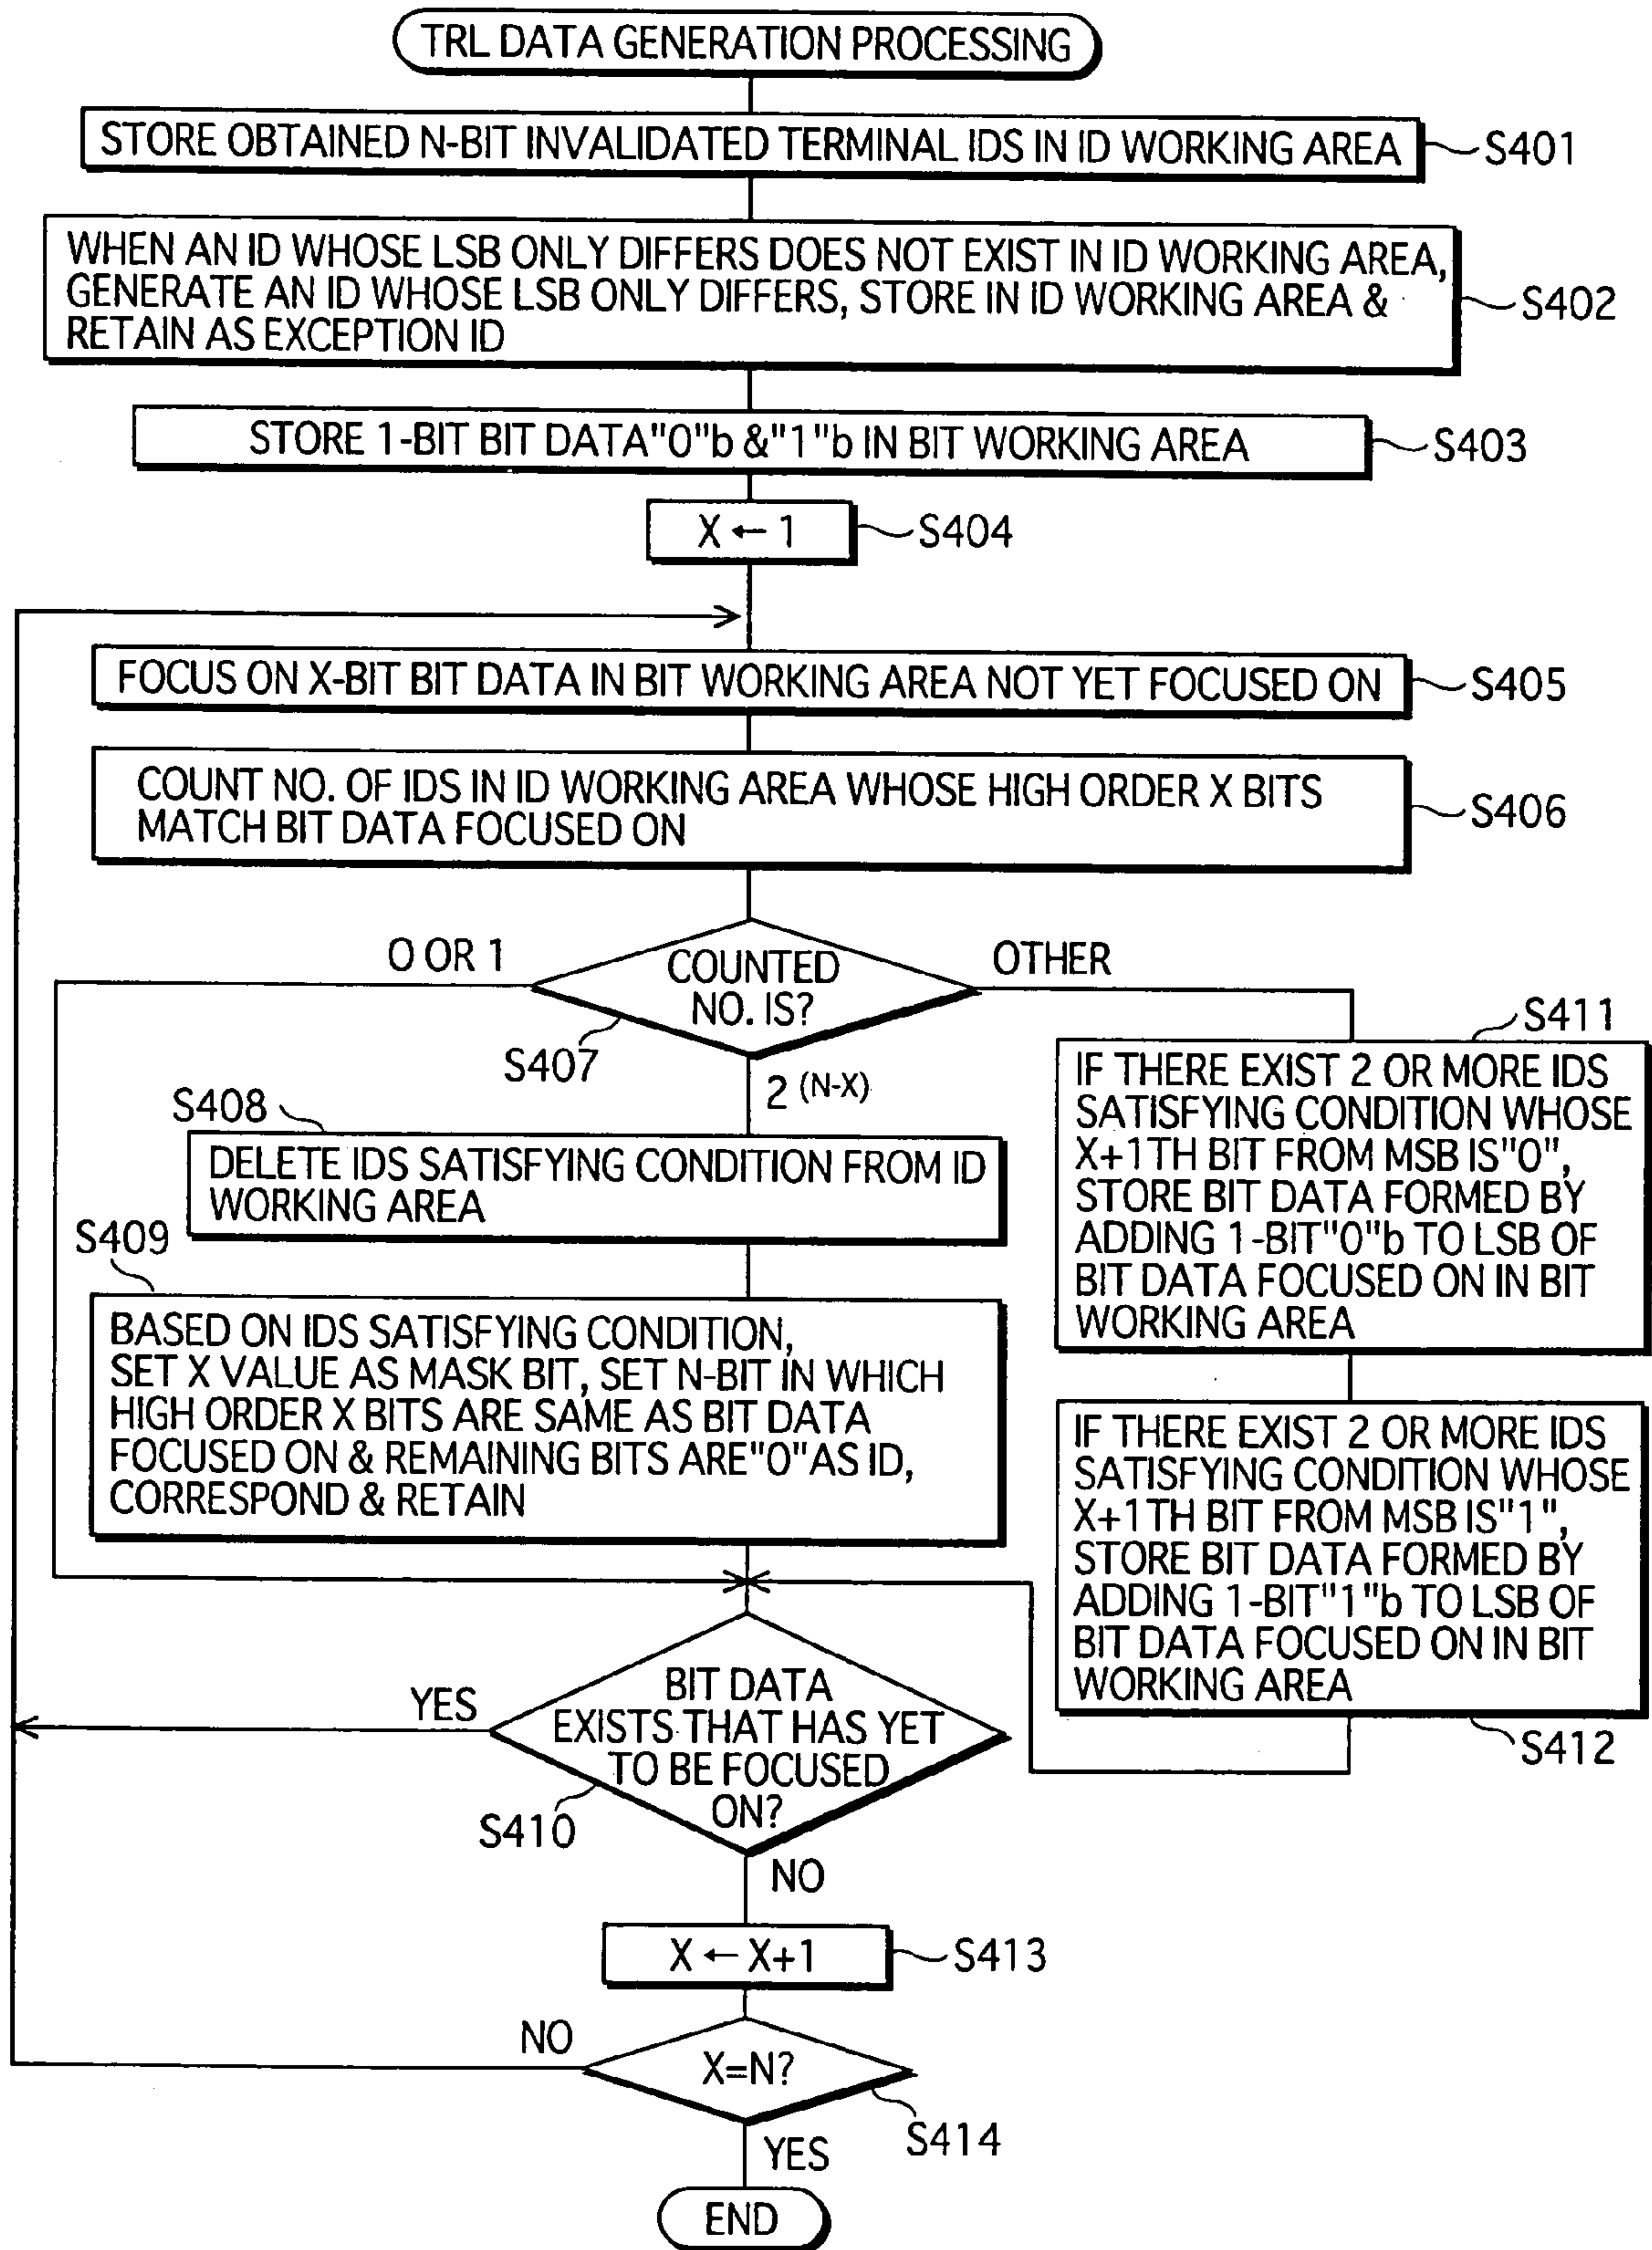 TRL DATA GENERATION PROCESSING
STORE OBTAINED N-BIT INVALIDATED TERMINAL IDS IN ID WORKING AREA
S401
WHEN AN ID WHOSE LSB ONLY DIFFERS DOES NOT EXIST IN ID WORKING AREA,
GENERATE AN ID WHOSE LSB ONLY DIFFERS, STORE IN ID WORKING AREA &
RETAIN AS EXCEPTION ID
S402
STORE 1-BIT BIT DATA"0"b &"1"b IN BIT WORKING AREA
S403
X ← 1
S404
FOCUS ON X-BIT BIT DATA IN BIT WORKING AREA NOT YET FOCUSED ON
S405
COUNT NO. OF IDS IN ID WORKING AREA WHOSE HIGH ORDER X BITS
MATCH BIT DATA FOCUSED ON
S406
0 OR 1
COUNTED
NO. IS?
OTHER
S407
2 (N-X)
S408
DELETE IDS SATISFYING CONDITION FROM ID
WORKING AREA
S409
BASED ON IDS SATISFYING CONDITION,
SET X VALUE AS MASK BIT, SET N-BIT IN WHICH
HIGH ORDER X BITS ARE SAME AS BIT DATA
FOCUSED ON & REMAINING BITS ARE"0"AS ID,
CORRESPOND & RETAIN
S411
IF THERE EXIST 2 OR MORE IDS
SATISFYING CONDITION WHOSE
X+1TH BIT FROM MSB IS"0",
STORE BIT DATA FORMED BY
ADDING 1-BIT"0"b TO LSB OF
BIT DATA FOCUSED ON IN BIT
WORKING AREA
IF THERE EXIST 2 OR MORE IDS
SATISFYING CONDITION WHOSE
X+1TH BIT FROM MSB IS"1",
STORE BIT DATA FORMED BY
ADDING 1-BIT"1"b TO LSB OF
BIT DATA FOCUSED ON IN BIT
WORKING AREA
S412
YES
BIT DATA
EXISTS THAT HAS YET
TO BE FOCUSED
ON?
S410
NO
X ← X+1
S413
NO
X=N?
S414
YES
END